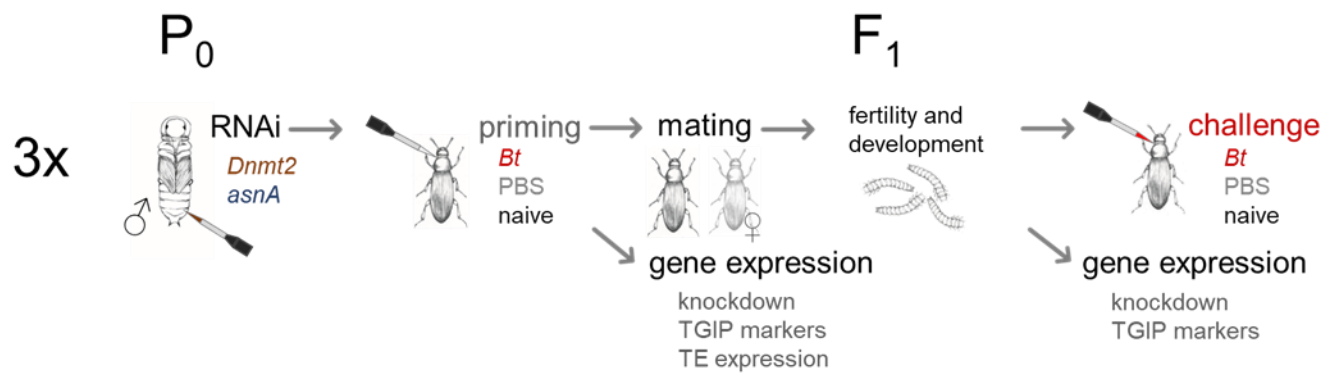 P0
F1
3x
RNAi
Dnmt2
asnA
♂
priming
Bt
PBS
naive
mating
♀
gene expression
knockdown
TGIP markers
TE expression
fertility and
development
challenge
Bt
PBS
naive
gene expression
knockdown
TGIP markers